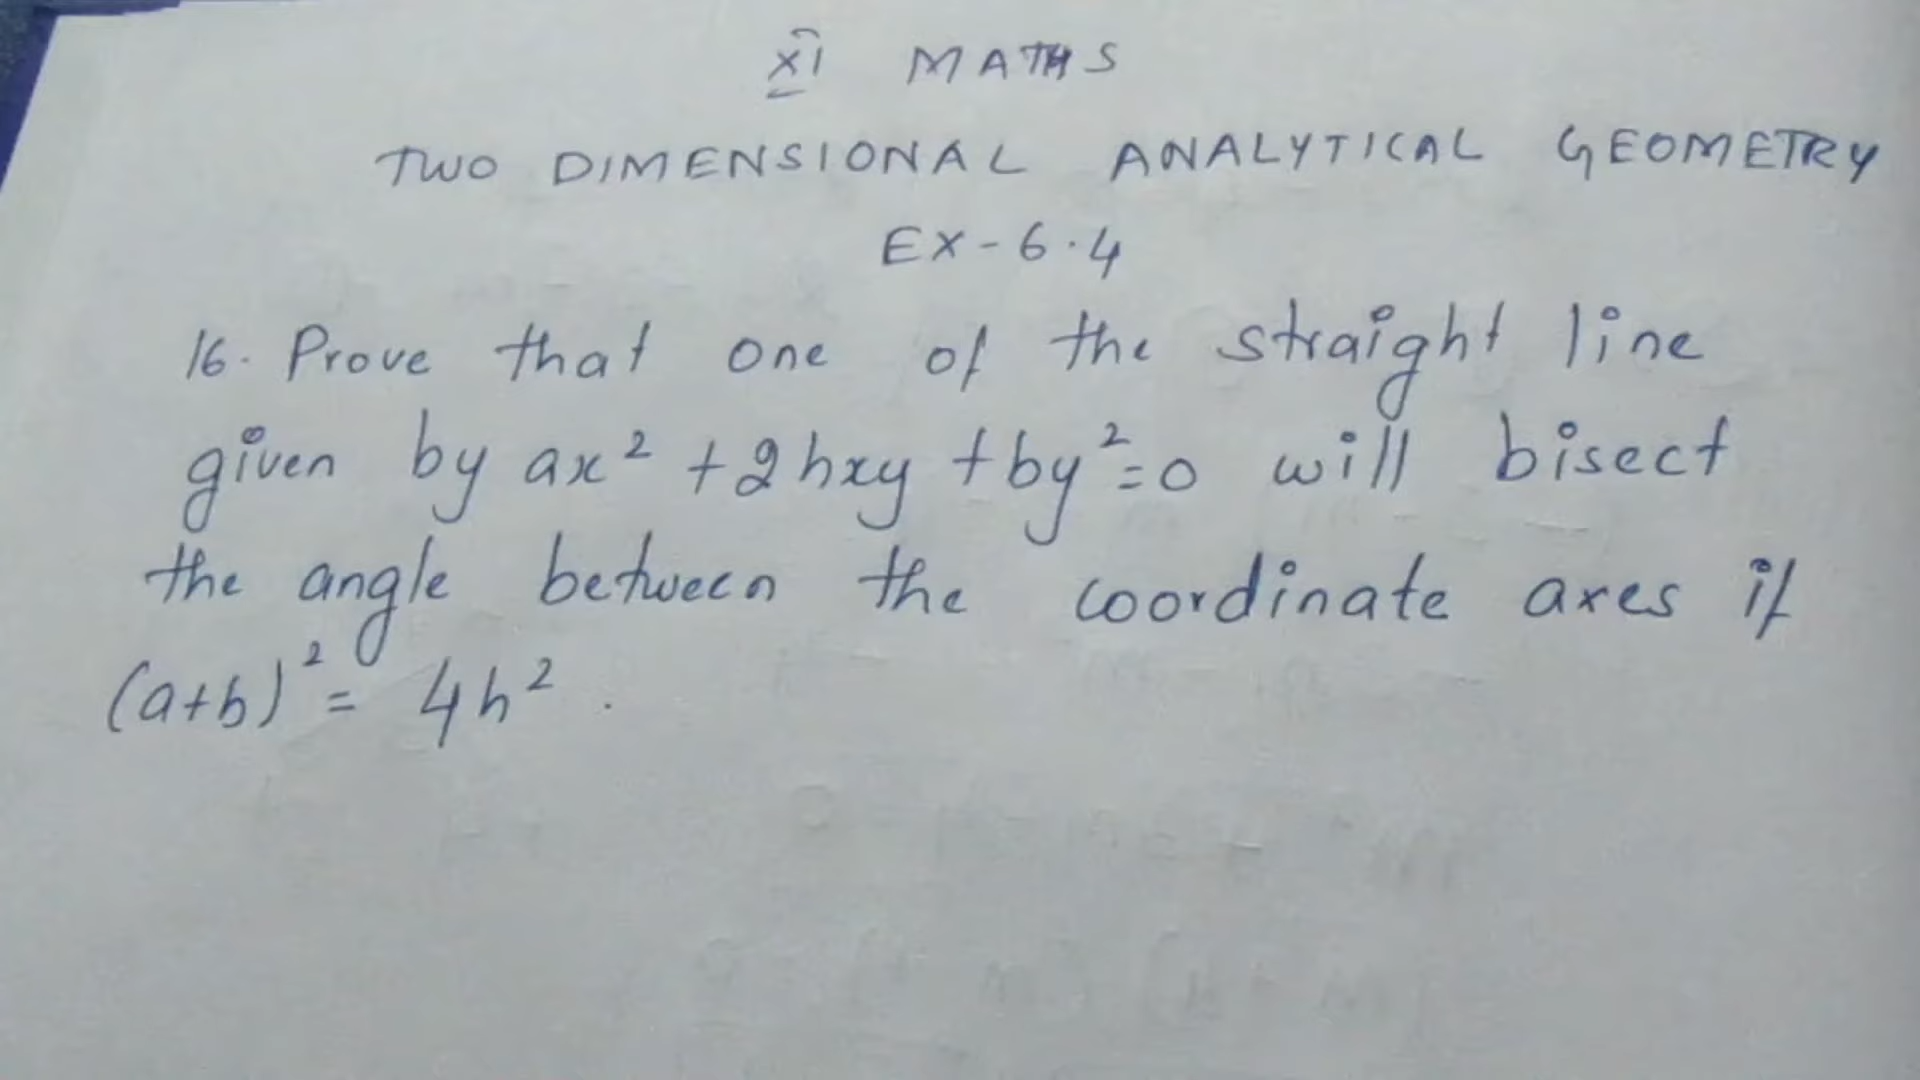 XI MATHS
TWO DIMENSIONAL ANALYTICAL GEOMETRY
EX-6.4
16. Prove that one of the straight line
given by ax² + 2hxy + by² = 0 will bisect
the angle between the coordinate axes if
(a+b)² = 4h².